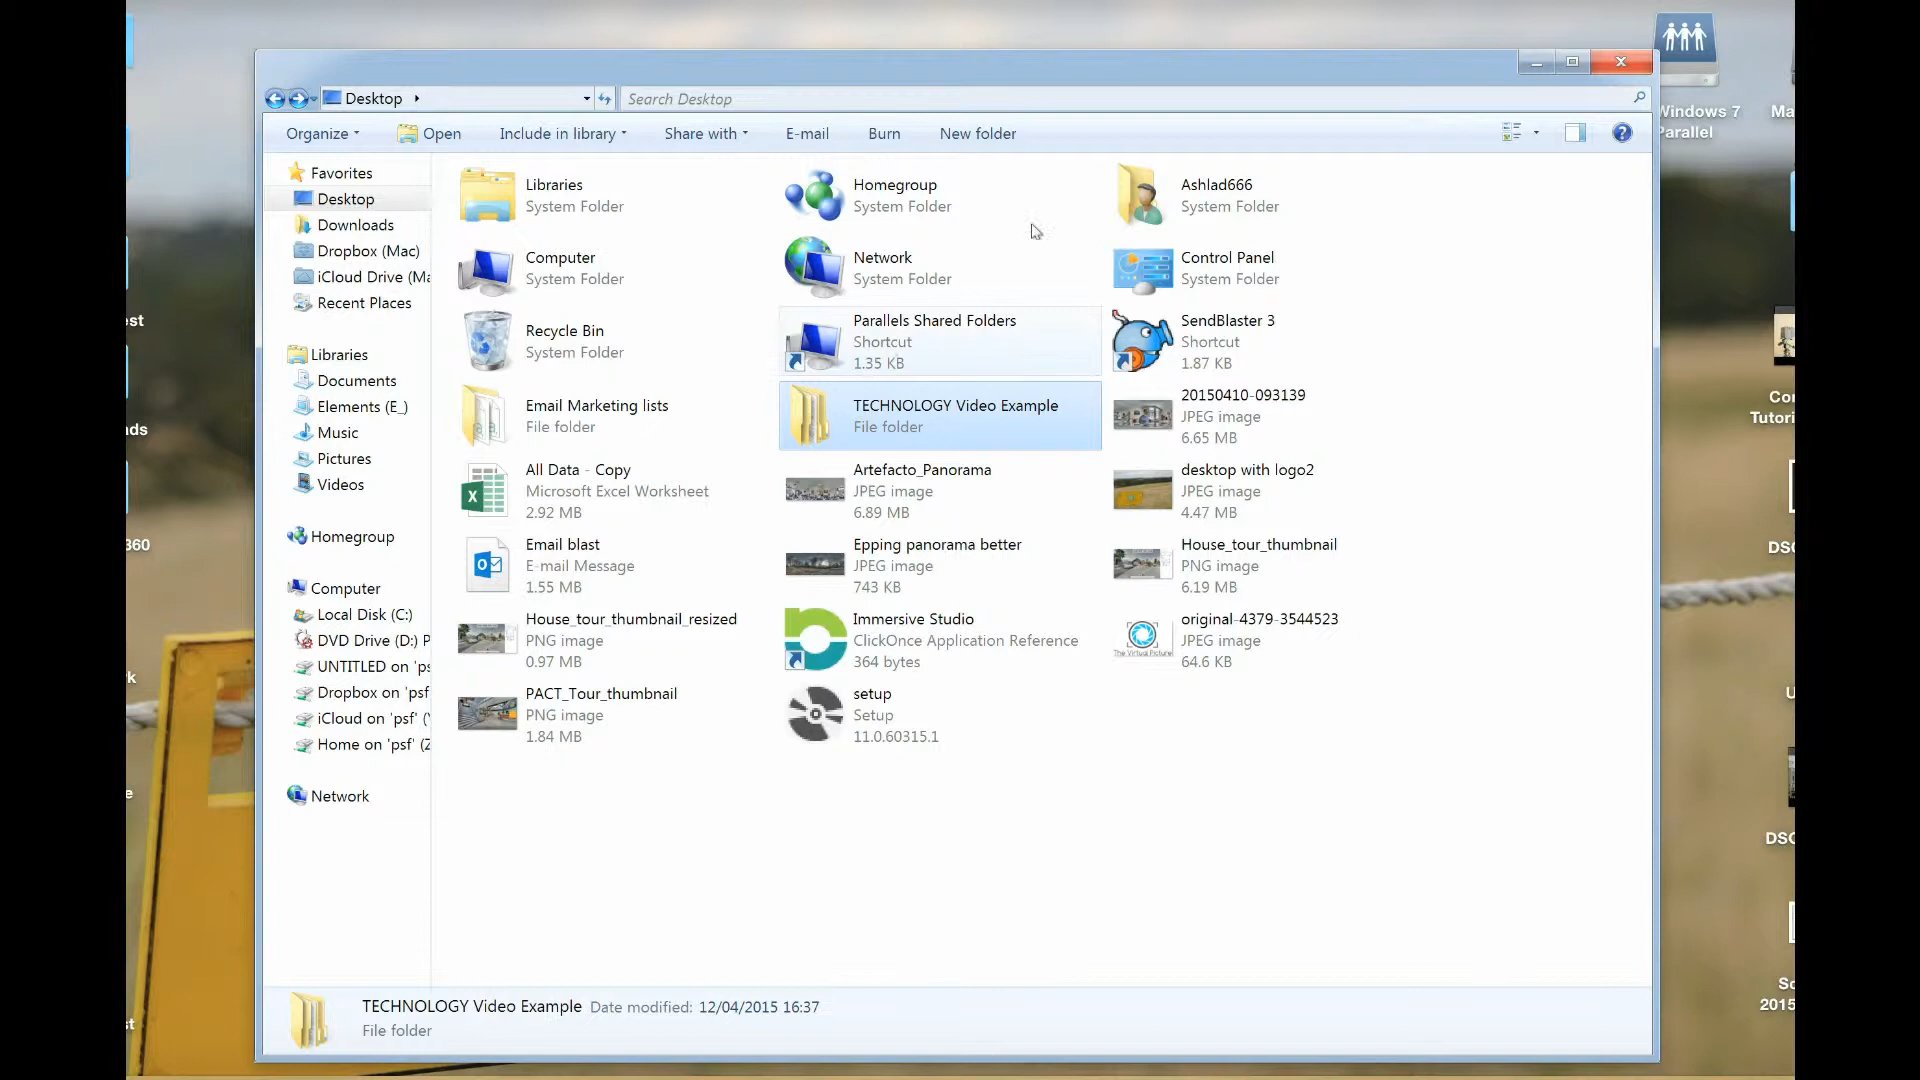 Desktop
Search Desktop
Organize
Open
Include in library
Share with
E-mail
Burn
New folder
Favorites
Desktop
Downloads
Dropbox (Mac)
iCloud Drive (Ma
Recent Places
Libraries
Documents
Elements (E_)
Music
Pictures
Videos
Homegroup
Computer
Local Disk (C:)
DVD Drive (D:) P
UNTITLED on 'ps
Dropbox on 'psf
iCloud on 'psf' (
Home on 'psf' (Z
Network
Libraries
System Folder
Homegroup
System Folder
Ashlad666
System Folder
Computer
System Folder
Network
System Folder
Control Panel
System Folder
Recycle Bin
System Folder
Parallels Shared Folders
Shortcut
1.35 KB
SendBlaster 3
Shortcut
1.87 KB
Email Marketing lists
File folder
TECHNOLOGY Video Example
File folder
20150410-093139
JPEG image
6.65 MB
All Data - Copy
Microsoft Excel Worksheet
2.92 MB
Artefacto_Panorama
JPEG image
6.89 MB
desktop with logo2
JPEG image
4.47 MB
Email blast
E-mail Message
1.55 MB
Epping panorama better
JPEG image
743 KB
House_tour_thumbnail
PNG image
6.19 MB
House_tour_thumbnail_resized
PNG image
0.97 MB
Immersive Studio
ClickOnce Application Reference
364 bytes
The Virtual Picture
original-4379-3544523
JPEG image
64.6 KB
PACT_Tour_thumbnail
PNG image
1.84 MB
setup
Setup
11.0.60315.1
TECHNOLOGY Video Example Date modified: 12/04/2015 16:37
File folder
est
ds
360
rk
e
st
Windows 7
Parallel
Ma
Co
Tutori
DSC
U
DSC
Sc
2015